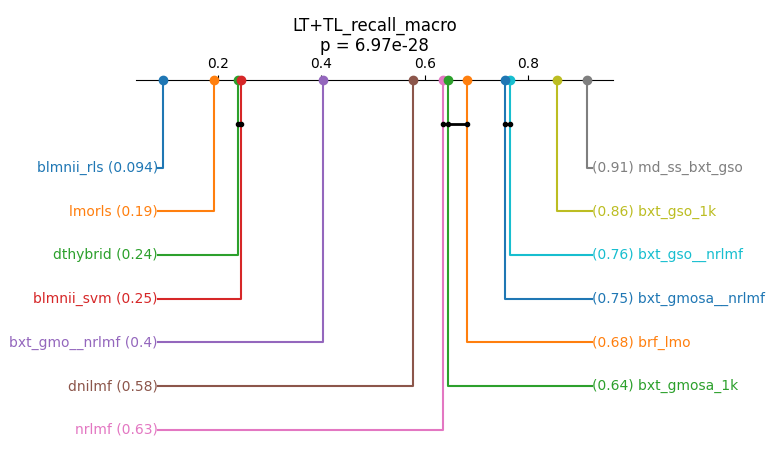 LT+TL_recall_macro
p = 6.97e-28
0.2 0.4 0.6 0.8
blmnii_rls (0.094)
(0.91) md_ss_bxt_gso
lmorls (0.19)
(0.86) bxt_gso_1k
dthybrid (0.24)
(0.76) bxt_gso__nrlmf
blmnii_svm (0.25)
(0.75) bxt_gmosa__nrlmf
bxt_gmo__nrlmf (0.4)
(0.68) brf_lmo
dnilmf (0.58)
(0.64) bxt_gmosa_1k
nrlmf (0.63)